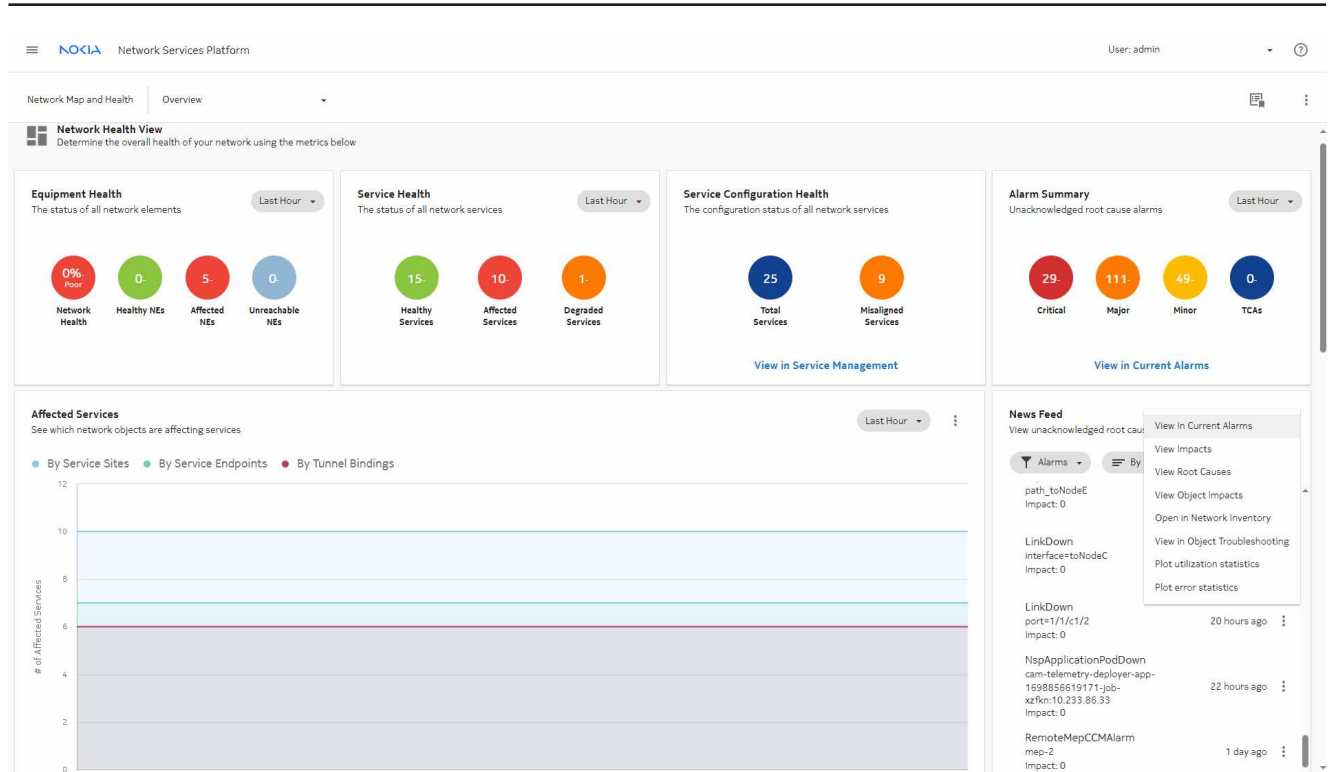 NOKIA Network Services Platform
User: admin
Network Map and Health
Overview
Network Health View
Determine the overall health of your network using the metrics below
Equipment Health
The status of all network elements
Last Hour
0%-
Poor
Network
Health
0-
Healthy NEs
5-
Affected
NEs
0-
Unreachable
NEs
Service Health
The status of all network services
Last Hour
15-
Healthy
Services
10-
Affected
Services
1-
Degraded
Services
Service Configuration Health
The configuration status of all network services
25
Total
Services
9
Misaligned
Services
View in Service Management
Alarm Summary
Unacknowledged root cause alarms
Last Hour
29-
Critical
111-
Major
49-
Minor
0-
TCAs
View in Current Alarms
Affected Services
See which network objects are affecting services
Last Hour
By Service Sites
By Service Endpoints
By Tunnel Bindings
# of Affected Services
12
10
8
6
4
2
0
News Feed
View unacknowledged root cau
Alarms
By
View In Current Alarms
View Impacts
View Root Causes
View Object Impacts
Open in Network Inventory
View in Object Troubleshooting
Plot utilization statistics
Plot error statistics
path_toNodeE
Impact: 0
LinkDown
interface=toNodeC
Impact: 0
LinkDown
port=1/1/c1/2
Impact: 0
20 hours ago
NspApplicationPodDown
cam-telemetry-deployer-app-
1698856619171-job-
xzfkn:10.233.86.33
Impact: 0
22 hours ago
RemoteMepCCMAlarm
mep-2
Impact: 0
1 day ago